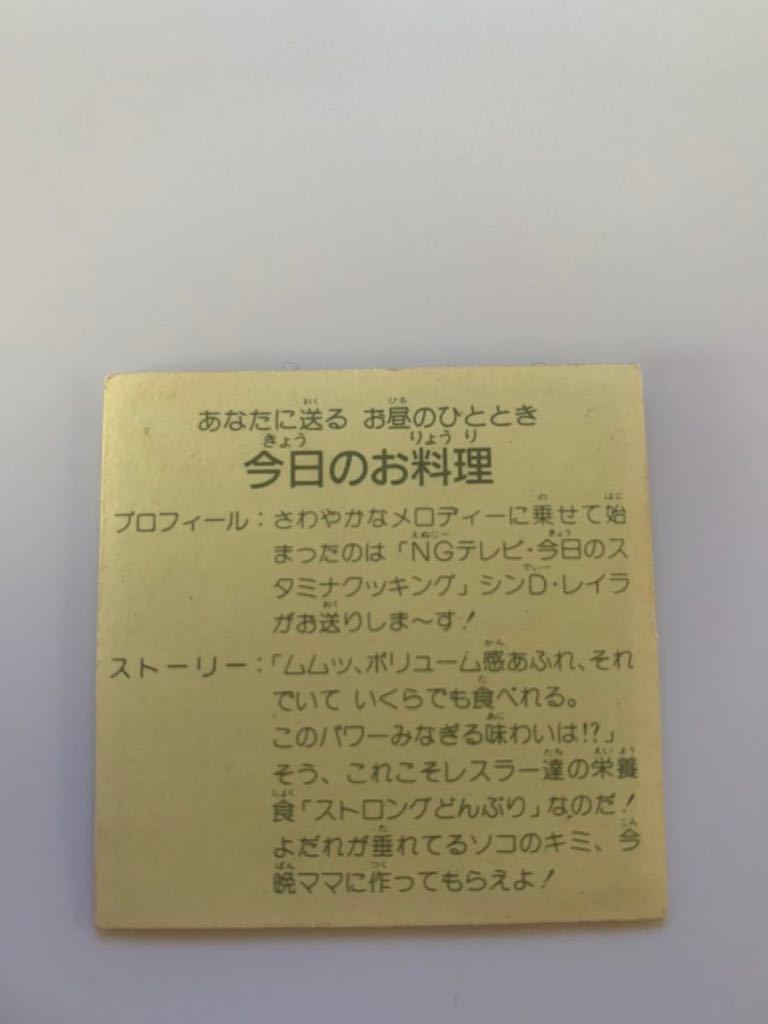 あなたに送る お昼のひととき
今日のお料理
プロフィール：さわやかなメロディーに乗せて始
まったのは「NGテレビ・今日のス
タミナクッキング」シンD・レイラ
がお送りしま〜す！
ストーリー：「ムムッ、ボリューム感あふれ、それ
でいて いくらでも食べれる。
このパワーみなぎる味わいは!?」
そう、これこそレスラー達の栄養
食「ストロングどんぶり」なのだ！
よだれが垂れてるソコのキミ、今
晩ママに作ってもらえよ！